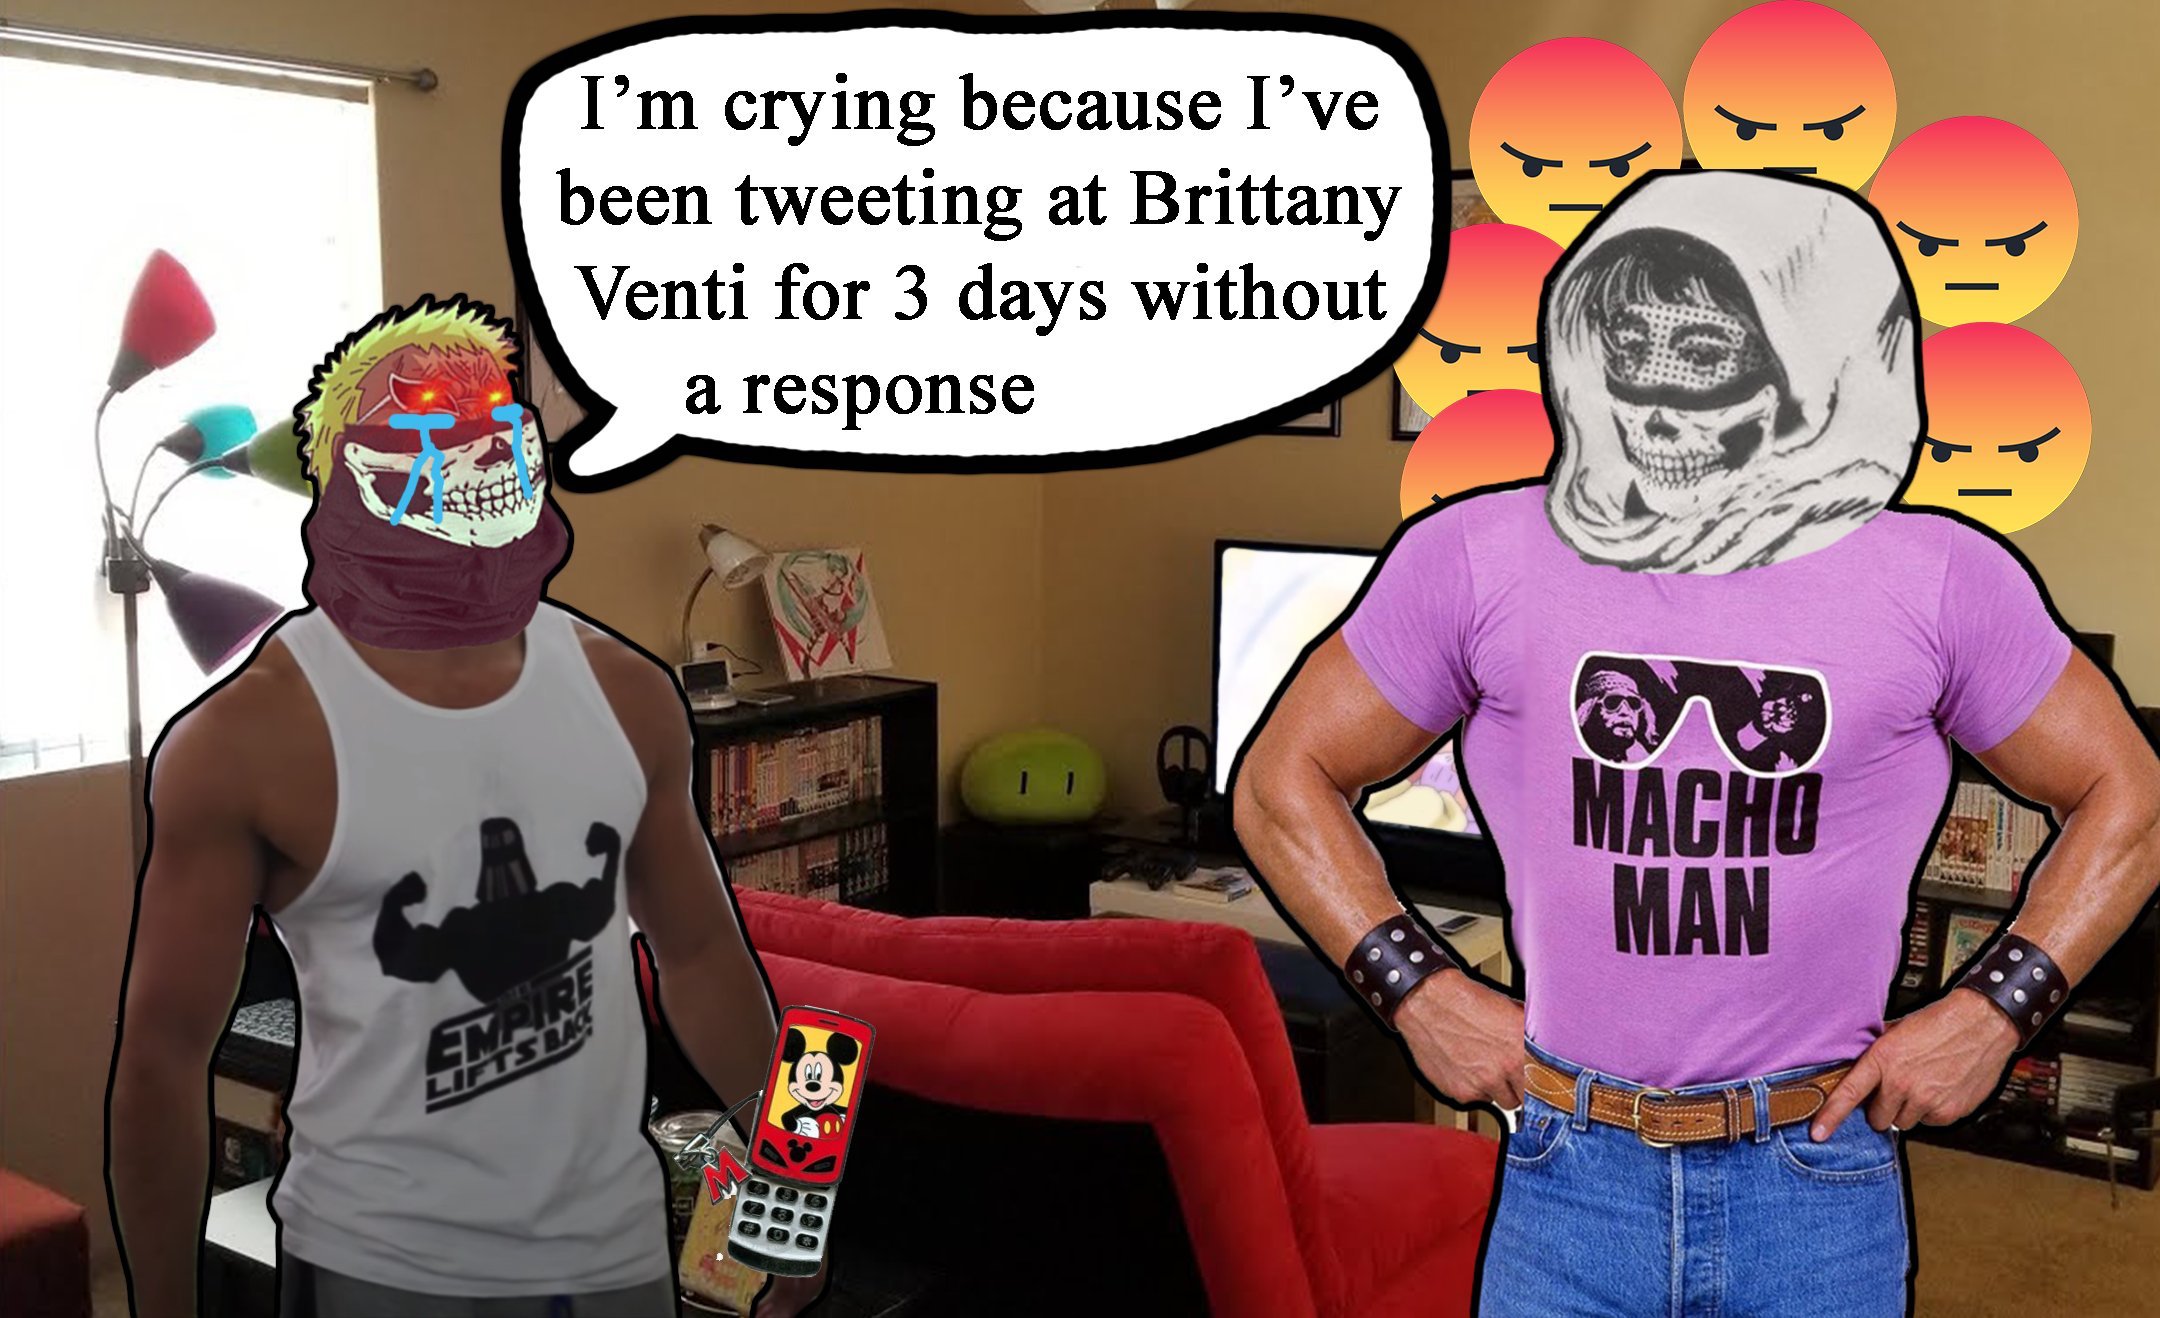 I’m crying because I’ve
been tweeting at Brittany
Venti for 3 days without
a response
MACHO
MAN
EMPIRE
LIFTS BACK
M